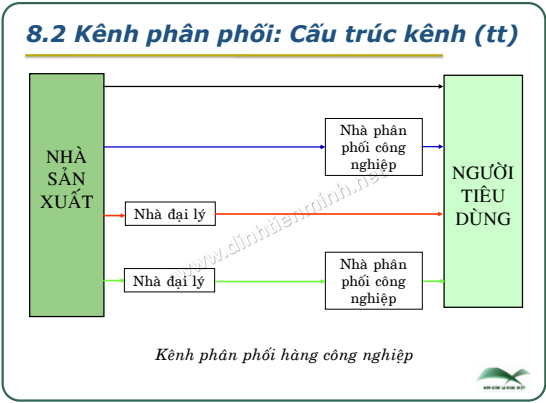 8.2 Kênh phân phối: Cấu trúc kênh (tt)
NHÀ
SẢN
XUẤT
Nhà phân
phối công
nghiệp
NGƯỜI
TIÊU
DÙNG
Nhà đại lý
Nhà đại lý
Nhà phân
phối công
nghiệp
www.dinhtienminh.net
Kênh phân phối hàng công nghiệp